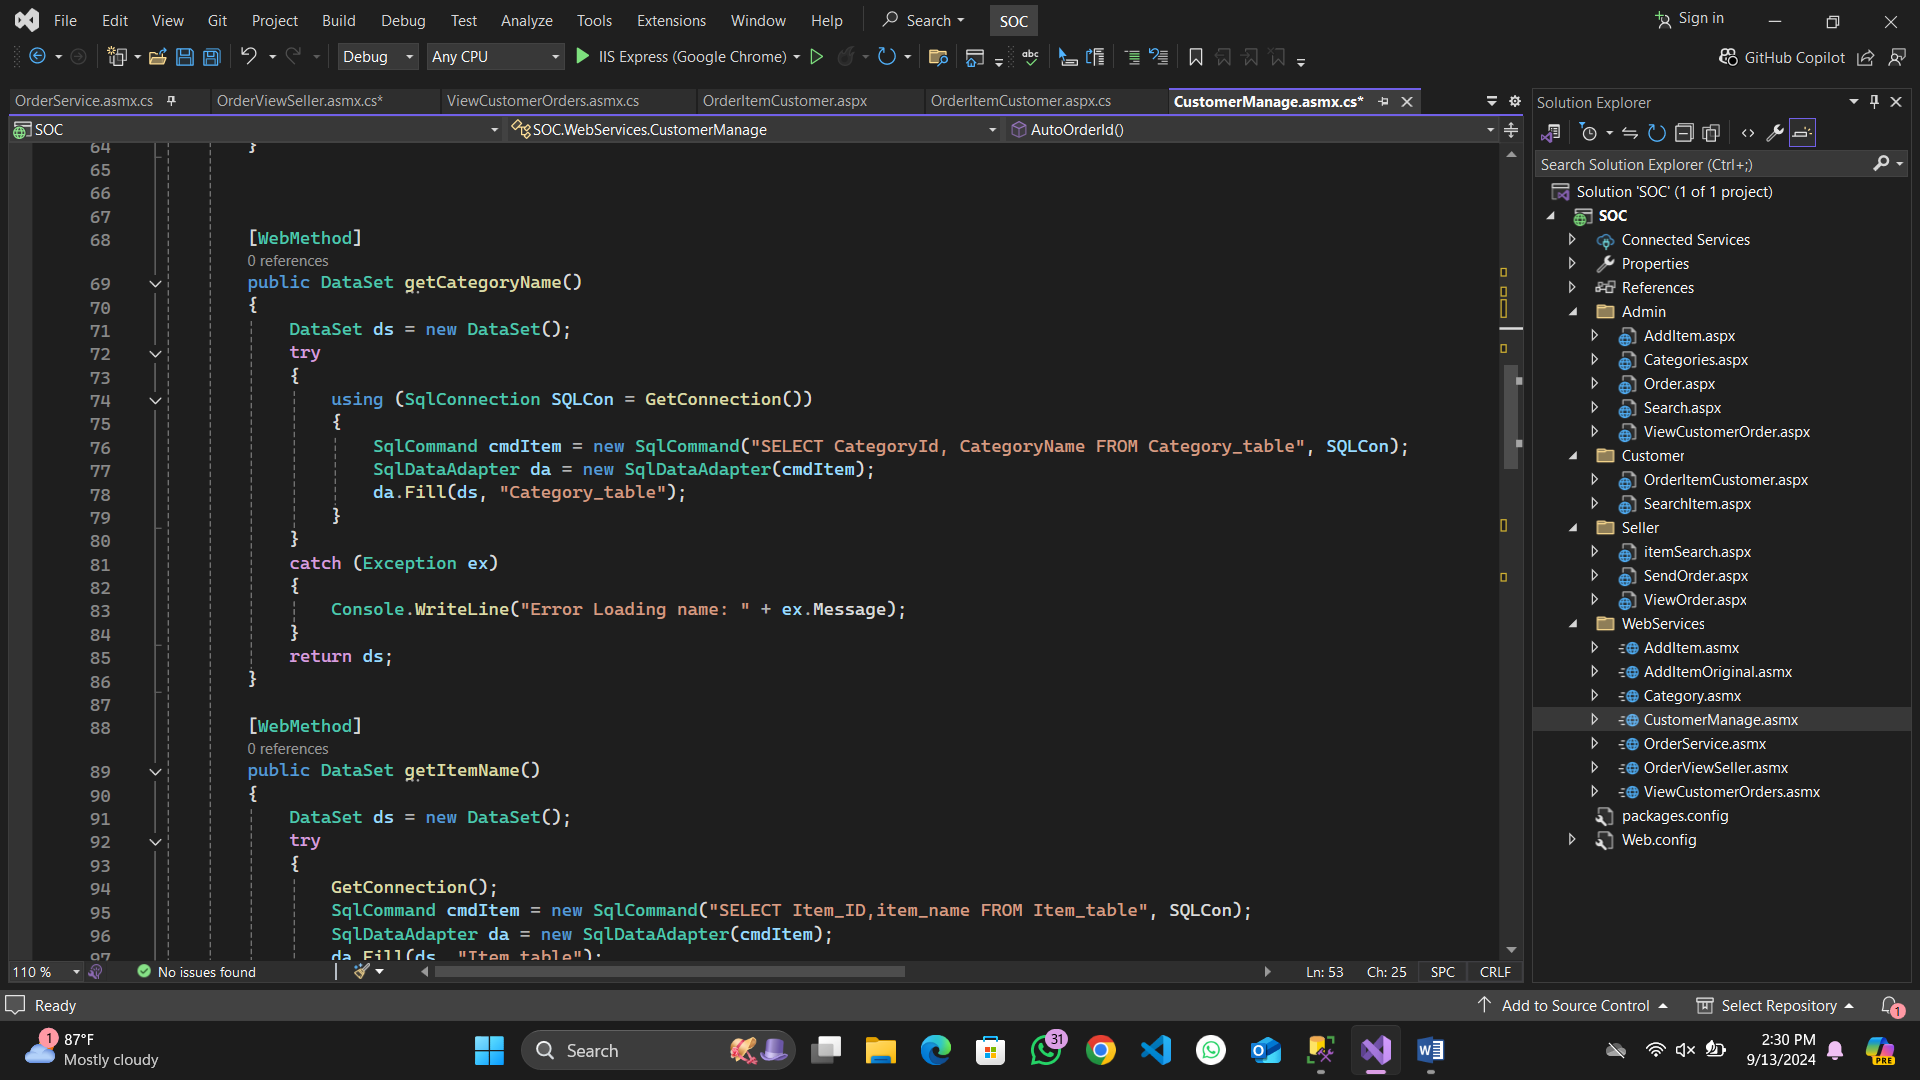 File Edit View Git Project Build Debug Test Analyze Tools Extensions Window Help Search SOC Sign in
Debug Any CPU IIS Express (Google Chrome) GitHub Copilot
OrderService.asmx.cs OrderViewSeller.asmx.cs* ViewCustomerOrders.asmx.cs OrderItemCustomer.aspx OrderItemCustomer.aspx.cs CustomerManage.asmx.cs*
SOC SOC.WebServices.CustomerManage AutoOrderId()
64 }
65
66
67
68 [WebMethod]
0 references
69 public DataSet getCategoryName()
70 {
71 DataSet ds = new DataSet();
72 try
73 {
74 using (SqlConnection SQLCon = GetConnection())
75 {
76 SqlCommand cmdItem = new SqlCommand("SELECT CategoryId, CategoryName FROM Category_table", SQLCon);
77 SqlDataAdapter da = new SqlDataAdapter(cmdItem);
78 da.Fill(ds, "Category_table");
79 }
80 }
81 catch (Exception ex)
82 {
83 Console.WriteLine("Error Loading name: " + ex.Message);
84 }
85 return ds;
86 }
87
88 [WebMethod]
0 references
89 public DataSet getItemName()
90 {
91 DataSet ds = new DataSet();
92 try
93 {
94 GetConnection();
95 SqlCommand cmdItem = new SqlCommand("SELECT Item_ID,item_name FROM Item_table", SQLCon);
96 SqlDataAdapter da = new SqlDataAdapter(cmdItem);
97 da.Fill(ds, "Item_table");
110 % No issues found Ln: 53 Ch: 25 SPC CRLF
Solution Explorer
Search Solution Explorer (Ctrl+;)
Solution 'SOC' (1 of 1 project)
SOC
Connected Services
Properties
References
Admin
AddItem.aspx
Categories.aspx
Order.aspx
Search.aspx
ViewCustomerOrder.aspx
Customer
OrderItemCustomer.aspx
SearchItem.aspx
Seller
itemSearch.aspx
SendOrder.aspx
ViewOrder.aspx
WebServices
AddItem.asmx
AddItemOriginal.asmx
Category.asmx
CustomerManage.asmx
OrderService.asmx
OrderViewSeller.asmx
ViewCustomerOrders.asmx
packages.config
Web.config
Ready Add to Source Control Select Repository 1
1 87°F
Mostly cloudy
Search
31
2:30 PM
9/13/2024
PRE